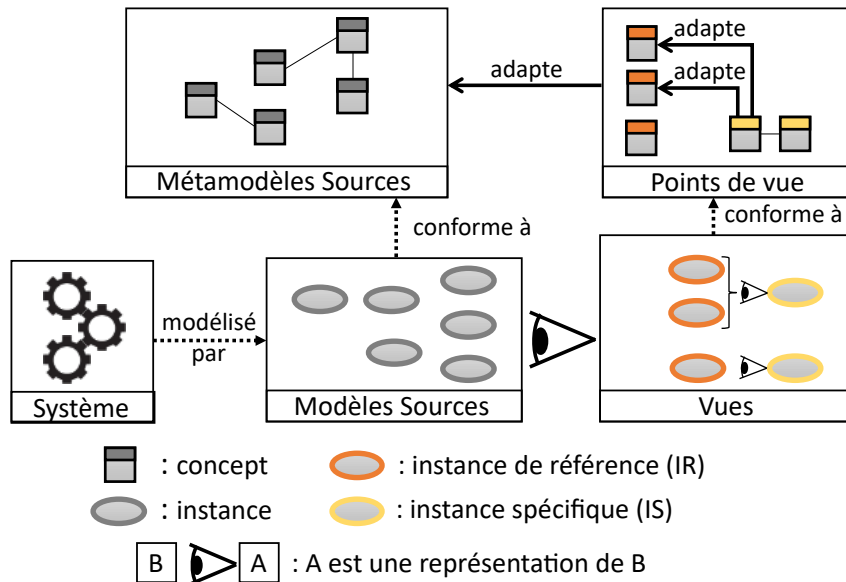 adapte
adapte
adapte
Métamodèles Sources
Points de vue
conforme à
conforme à
modélisé
par
Système
Modèles Sources
Vues
: concept
: instance de référence (IR)
: instance
: instance spécifique (IS)
B
A
: A est une représentation de B